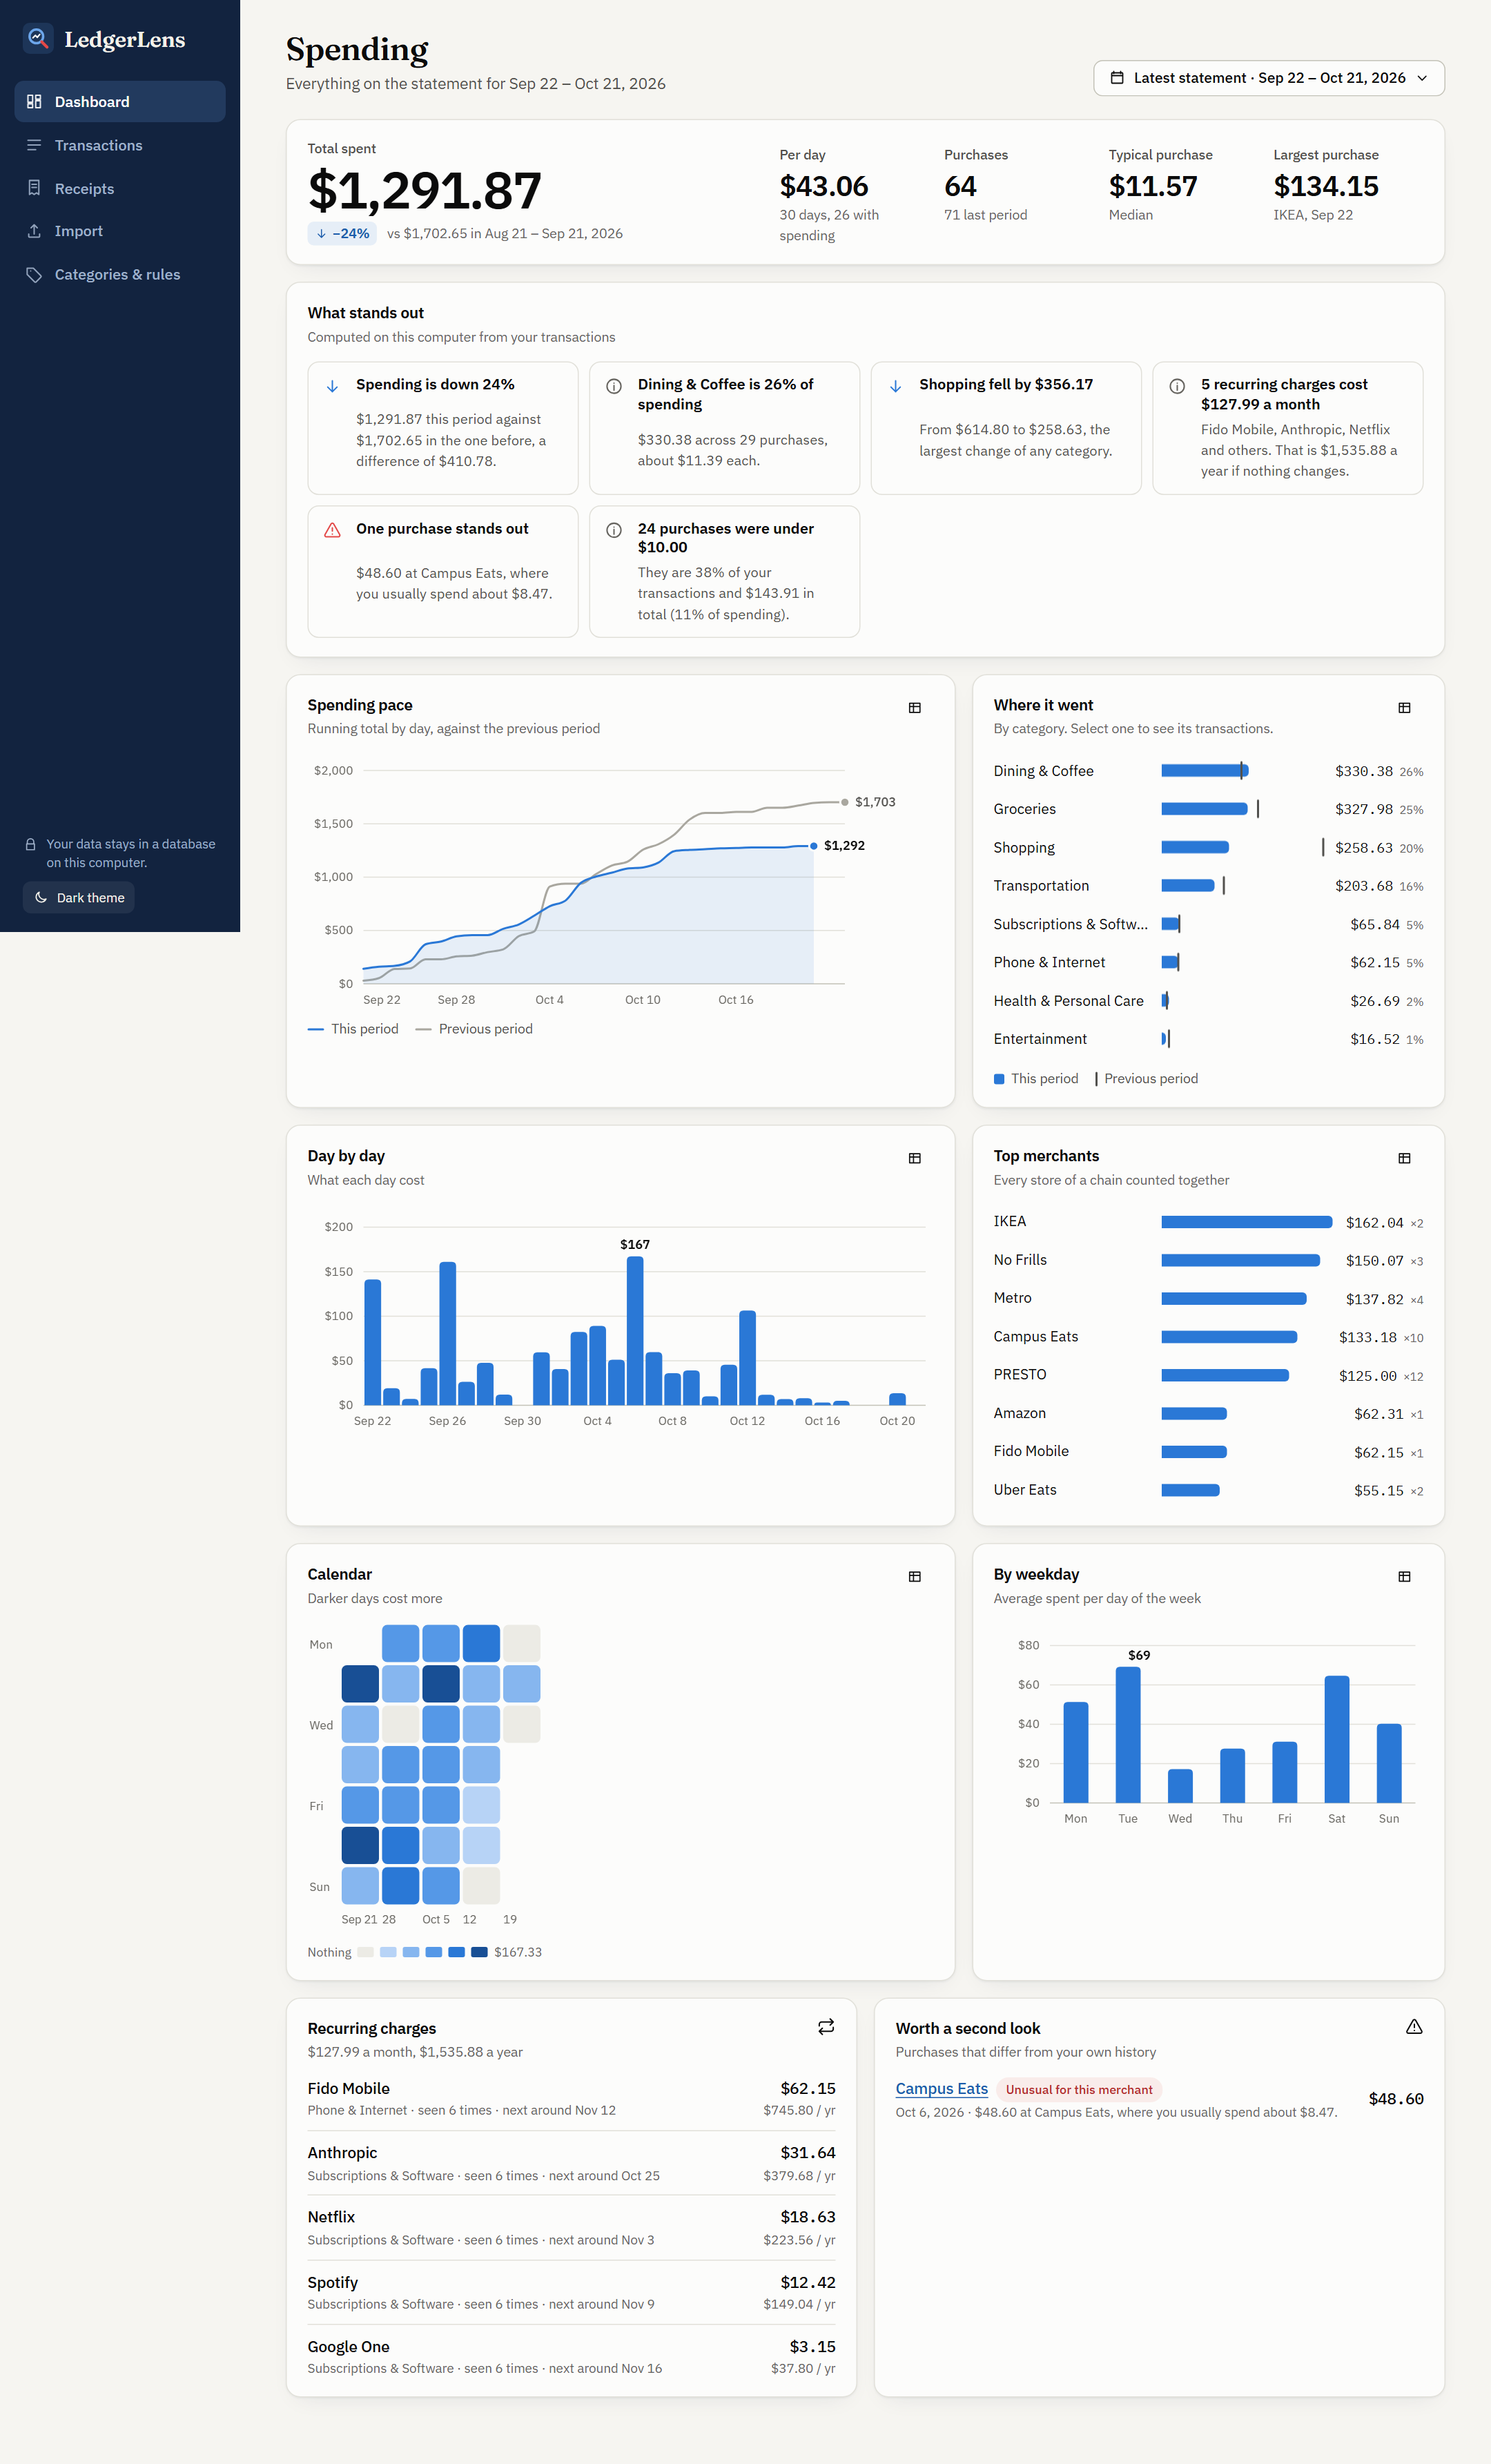 LedgerLens
Dashboard
Transactions
Receipts
Import
Categories & rules
Your data stays in a database
on this computer.
Dark theme
Spending
Everything on the statement for Sep 22 – Oct 21, 2026
Latest statement · Sep 22 – Oct 21, 2026
Total spent
$1,291.87
−24% vs $1,702.65 in Aug 21 – Sep 21, 2026
Per day
$43.06
30 days, 26 with
spending
Purchases
64
71 last period
Typical purchase
$11.57
Median
Largest purchase
$134.15
IKEA, Sep 22
What stands out
Computed on this computer from your transactions
Spending is down 24%
$1,291.87 this period against
$1,702.65 in the one before, a
difference of $410.78.
Dining & Coffee is 26% of
spending
$330.38 across 29 purchases,
about $11.39 each.
Shopping fell by $356.17
From $614.80 to $258.63, the
largest change of any category.
5 recurring charges cost
$127.99 a month
Fido Mobile, Anthropic, Netflix
and others. That is $1,535.88 a
year if nothing changes.
One purchase stands out
$48.60 at Campus Eats, where
you usually spend about $8.47.
24 purchases were under
$10.00
They are 38% of your
transactions and $143.91 in
total (11% of spending).
Spending pace
Running total by day, against the previous period
$2,000
$1,500
$1,000
$500
$0
$1,703
$1,292
Sep 22 Sep 28 Oct 4 Oct 10 Oct 16
This period Previous period
Where it went
By category. Select one to see its transactions.
Dining & Coffee $330.38 26%
Groceries $327.98 25%
Shopping $258.63 20%
Transportation $203.68 16%
Subscriptions & Softw... $65.84 5%
Phone & Internet $62.15 5%
Health & Personal Care $26.69 2%
Entertainment $16.52 1%
This period Previous period
Day by day
What each day cost
$200
$167
$150
$100
$50
$0
Sep 22 Sep 26 Sep 30 Oct 4 Oct 8 Oct 12 Oct 16 Oct 20
Top merchants
Every store of a chain counted together
IKEA $162.04 ×2
No Frills $150.07 ×3
Metro $137.82 ×4
Campus Eats $133.18 ×10
PRESTO $125.00 ×12
Amazon $62.31 ×1
Fido Mobile $62.15 ×1
Uber Eats $55.15 ×2
Calendar
Darker days cost more
Mon
Wed
Fri
Sun
Sep 21 28 Oct 5 12 19
Nothing $167.33
By weekday
Average spent per day of the week
$80
$69
$60
$40
$20
$0
Mon Tue Wed Thu Fri Sat Sun
Recurring charges
$127.99 a month, $1,535.88 a year
Fido Mobile $62.15
Phone & Internet · seen 6 times · next around Nov 12 $745.80 / yr
Anthropic $31.64
Subscriptions & Software · seen 6 times · next around Oct 25 $379.68 / yr
Netflix $18.63
Subscriptions & Software · seen 6 times · next around Nov 3 $223.56 / yr
Spotify $12.42
Subscriptions & Software · seen 6 times · next around Nov 9 $149.04 / yr
Google One $3.15
Subscriptions & Software · seen 6 times · next around Nov 16 $37.80 / yr
Worth a second look
Purchases that differ from your own history
Campus Eats Unusual for this merchant $48.60
Oct 6, 2026 · $48.60 at Campus Eats, where you usually spend about $8.47.